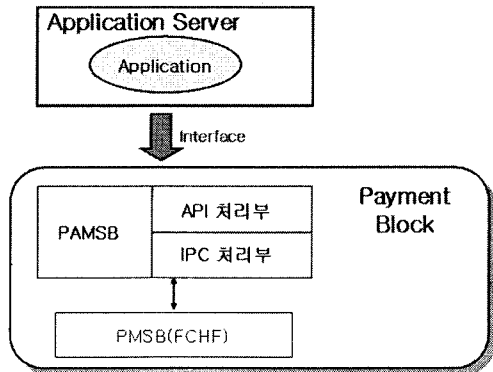 Application Server
Application
Interface
Payment
Block
PAMSB
API 처리부
IPC 처리부
PMSB(FCHF)